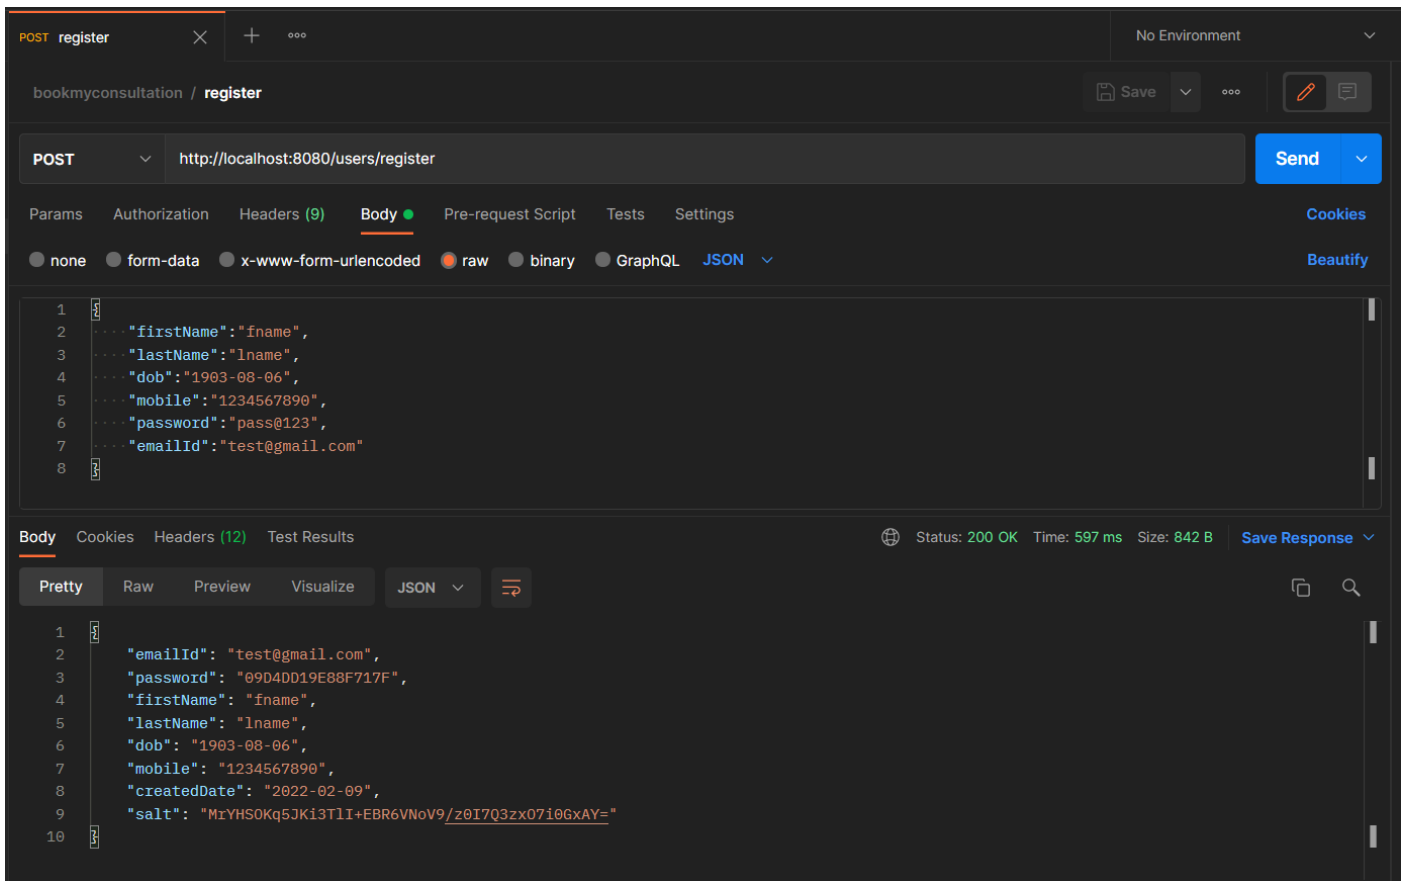 POST register
No Environment
bookmyconsultation / register
Save
POST http://localhost:8080/users/register Send
Params Authorization Headers (9) Body Pre-request Script Tests Settings Cookies
none form-data x-www-form-urlencoded raw binary GraphQL JSON Beautify
1 {
2 "firstName":"fname",
3 "lastName":"lname",
4 "dob":"1903-08-06",
5 "mobile":"1234567890",
6 "password":"pass@123",
7 "emailId":"test@gmail.com"
8 }
Body Cookies Headers (12) Test Results Status: 200 OK Time: 597 ms Size: 842 B Save Response
Pretty Raw Preview Visualize JSON
1 {
2 "emailId": "test@gmail.com",
3 "password": "09D4DD19E88F717F",
4 "firstName": "fname",
5 "lastName": "lname",
6 "dob": "1903-08-06",
7 "mobile": "1234567890",
8 "createdDate": "2022-02-09",
9 "salt": "MrYHSOKq5JKi3TlI+EBR6VNoV9/z0I7Q3zxO7i0GxAY="
10 }